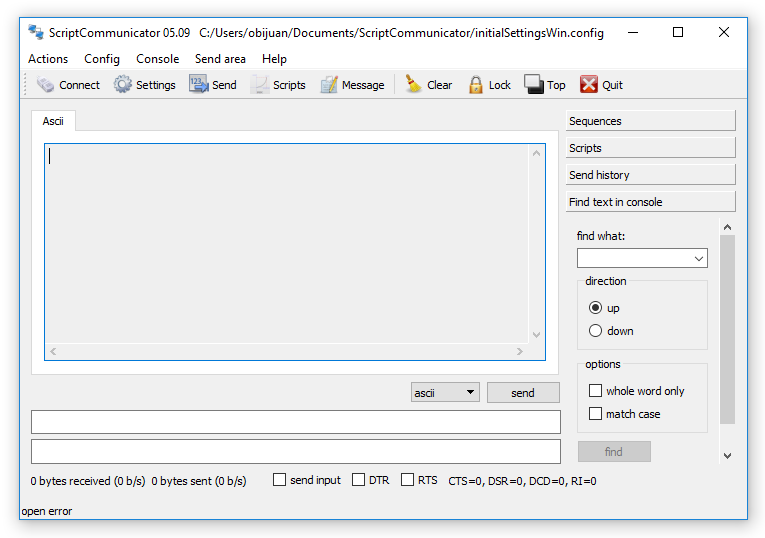 ScriptCommunicator 05.09   C:/Users/obijuan/Documents/ScriptCommunicator/initialSettingsWin.config
Actions Config Console Send area Help
Connect Settings Send Scripts Message Clear Lock Top Quit
Ascii
Sequences
Scripts
Send history
Find text in console
find what:
direction
up
down
options
whole word only
match case
find
ascii send
0 bytes received (0 b/s)  0 bytes sent (0 b/s) send input DTR RTS CTS=0, DSR=0, DCD=0, RI=0
open error